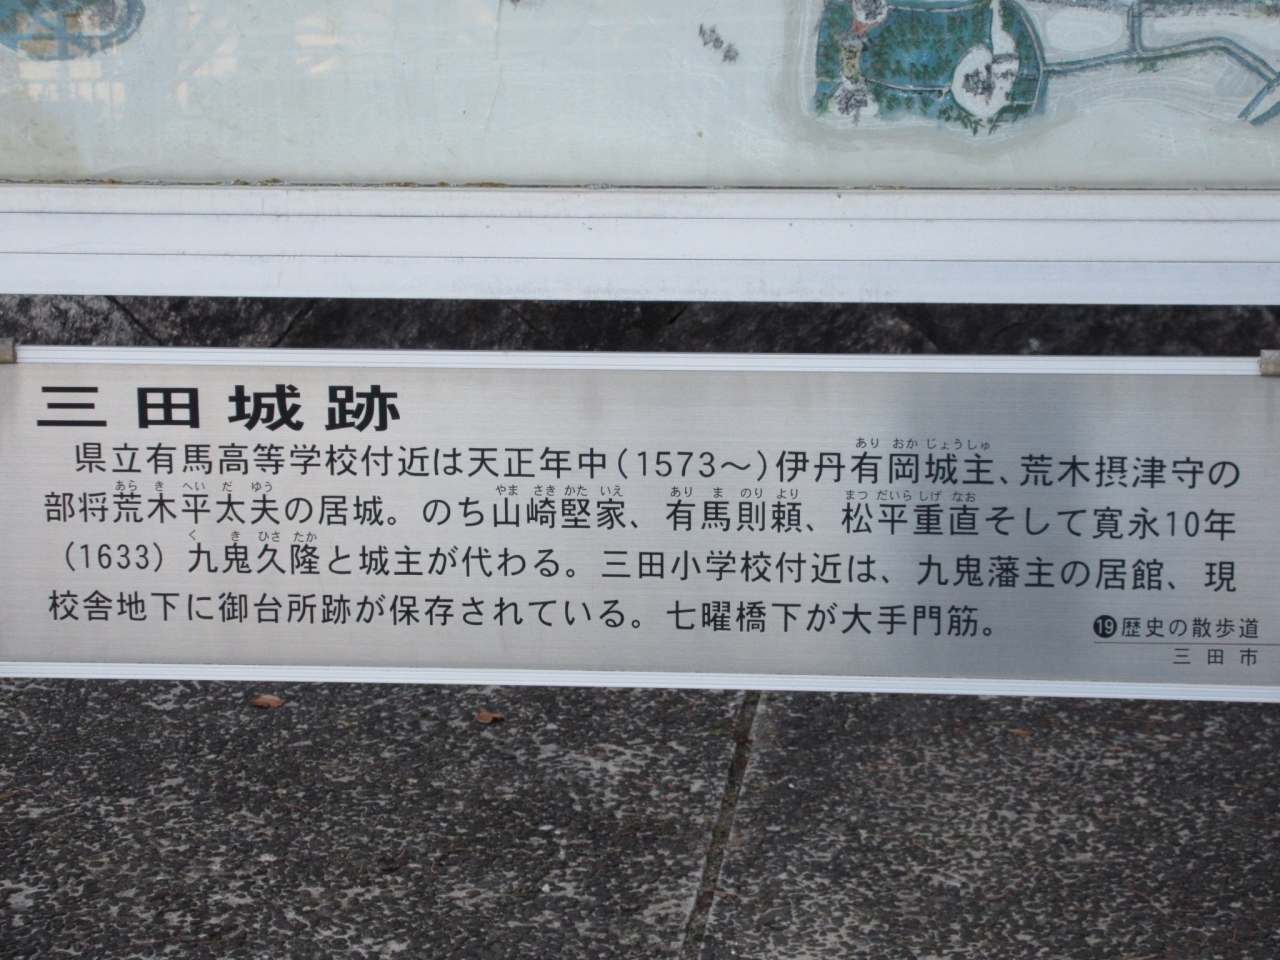 三田城跡
県立有馬高等学校付近は天正年中(1573〜)伊丹有岡城主、荒木摂津守の
部将荒木平太夫の居城。のち山崎堅家、有馬則頼、松平重直そして寛永10年
(1633)九鬼久隆と城主が代わる。三田小学校付近は、九鬼藩主の居館、現
校舎地下に御台所跡が保存されている。七曜橋下が大手門筋。
⓳歴史の散歩道
三田市